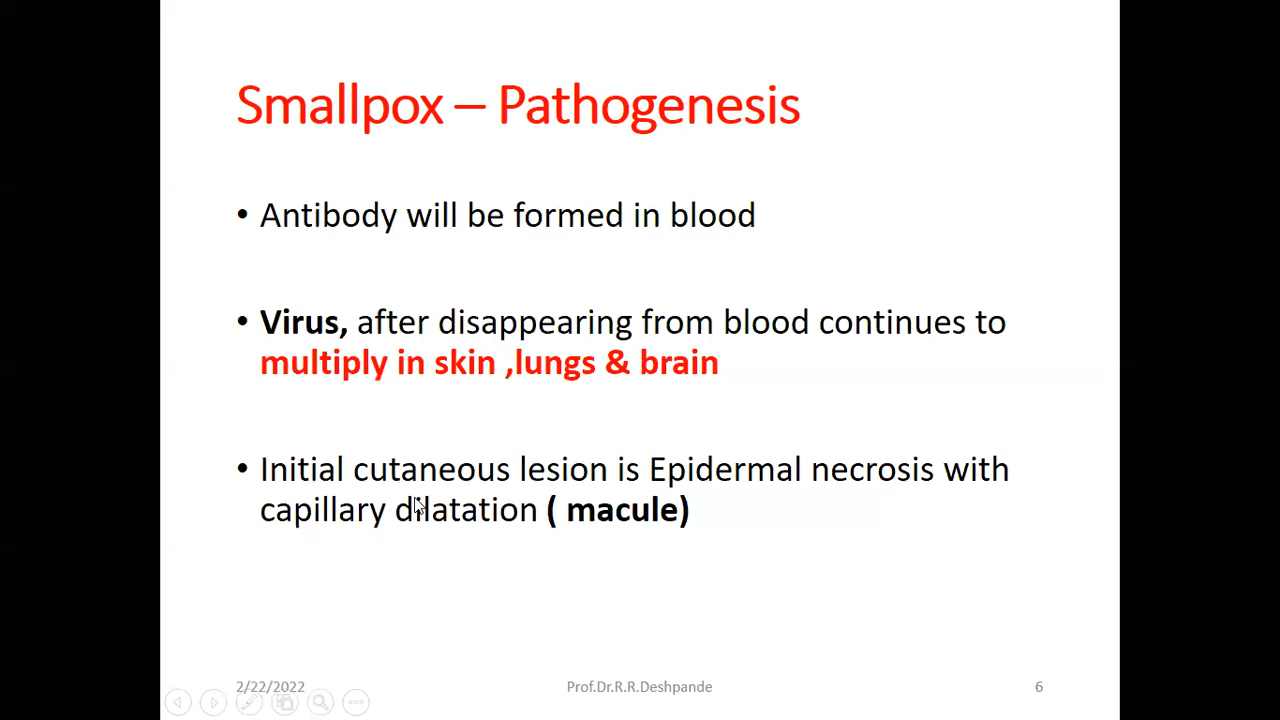 Smallpox – Pathogenesis
• Antibody will be formed in blood
• Virus, after disappearing from blood continues to
multiply in skin ,lungs & brain
• Initial cutaneous lesion is Epidermal necrosis with
capillary dilatation ( macule)
2/22/2022
Prof.Dr.R.R.Deshpande
6